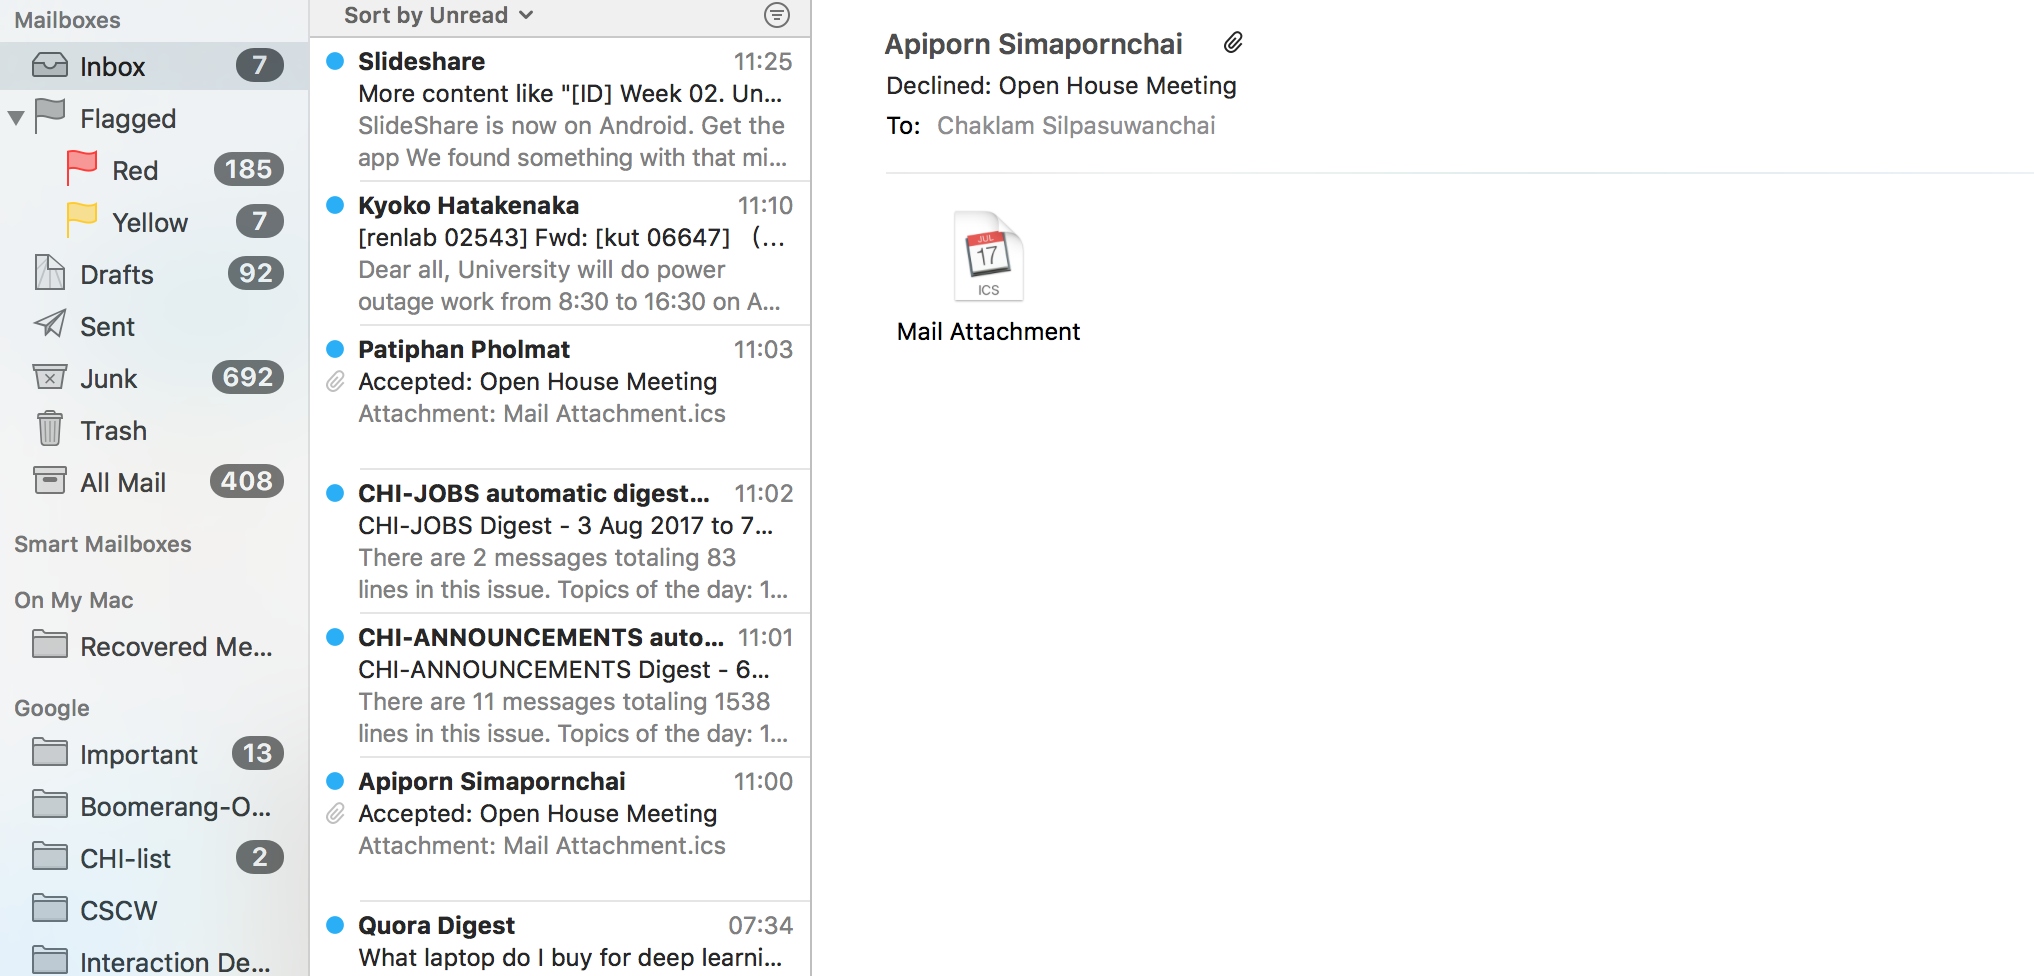 Mailboxes
Inbox 7
Flagged
Red 185
Yellow 7
Drafts 92
Sent
Junk 692
Trash
All Mail 408
Smart Mailboxes
On My Mac
Recovered Me...
Google
Important 13
Boomerang-O...
CHI-list 2
CSCW
Interaction De...
Sort by Unread
Slideshare 11:25
More content like "[ID] Week 02. Un...
SlideShare is now on Android. Get the
app We found something with that mi...
Kyoko Hatakenaka 11:10
[renlab 02543] Fwd: [kut 06647] (...
Dear all, University will do power
outage work from 8:30 to 16:30 on A...
Patiphan Pholmat 11:03
Accepted: Open House Meeting
Attachment: Mail Attachment.ics
CHI-JOBS automatic digest... 11:02
CHI-JOBS Digest - 3 Aug 2017 to 7...
There are 2 messages totaling 83
lines in this issue. Topics of the day: 1...
CHI-ANNOUNCEMENTS auto... 11:01
CHI-ANNOUNCEMENTS Digest - 6...
There are 11 messages totaling 1538
lines in this issue. Topics of the day: 1...
Apiporn Simapornchai 11:00
Accepted: Open House Meeting
Attachment: Mail Attachment.ics
Quora Digest 07:34
What laptop do I buy for deep learni...
Apiporn Simapornchai
Declined: Open House Meeting
To: Chaklam Silpasuwanchai
JUL
17
ICS
Mail Attachment